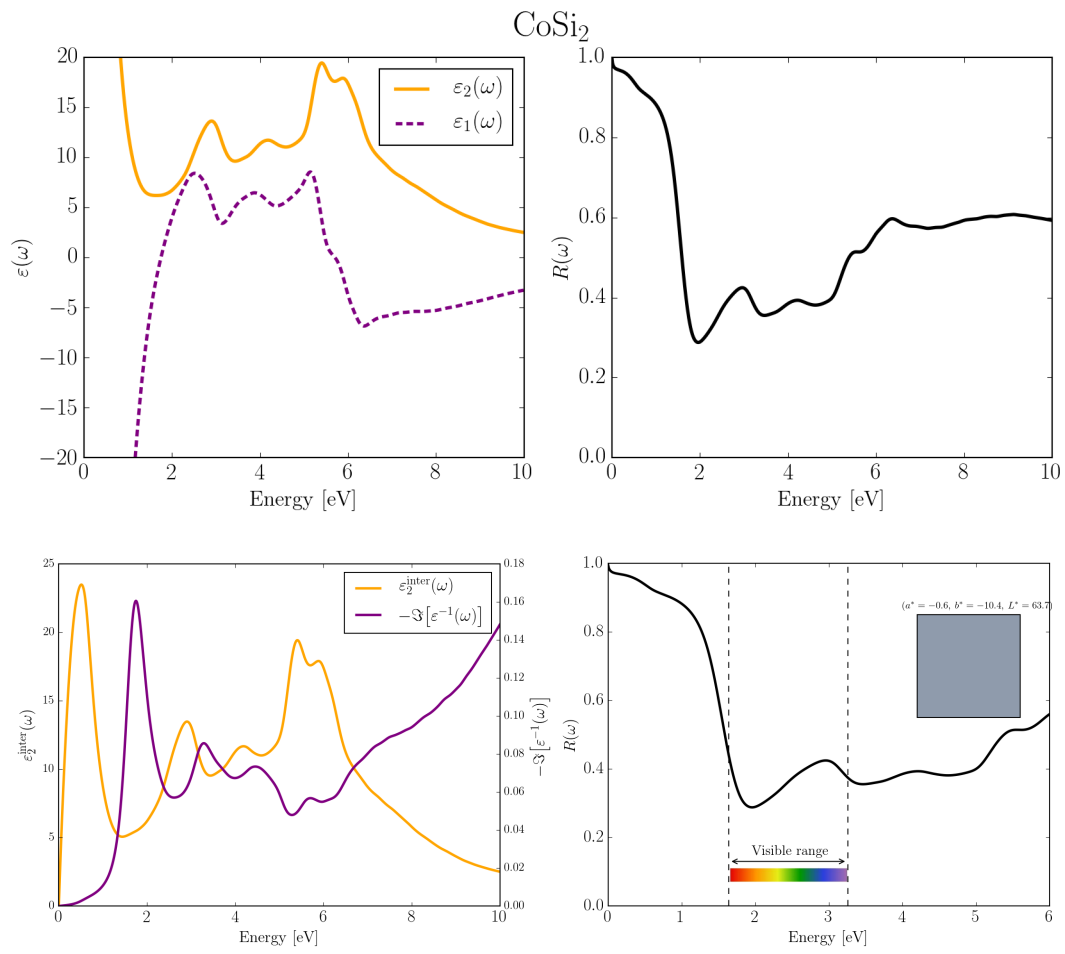 CoSi₂
20
15
10
5
0
−5
−10
−15
−20
ε(ω)
ε₂(ω)
ε₁(ω)
0 2 4 6 8 10
Energy [eV]
1.0
0.8
0.6
0.4
0.2
0.0
R(ω)
0 2 4 6 8 10
Energy [eV]
25
20
15
10
5
0
ε₂^inter(ω)
ε₂^inter(ω)
−ℑ[ε⁻¹(ω)]
0.18
0.16
0.14
0.12
0.10
0.08
0.06
0.04
0.02
0.00
−ℑ[ε⁻¹(ω)]
0 2 4 6 8 10
Energy [eV]
1.0
0.8
0.6
0.4
0.2
0.0
R(ω)
(a* = −0.6, b* = −10.4, L* = 63.7)
Visible range
0 1 2 3 4 5 6
Energy [eV]